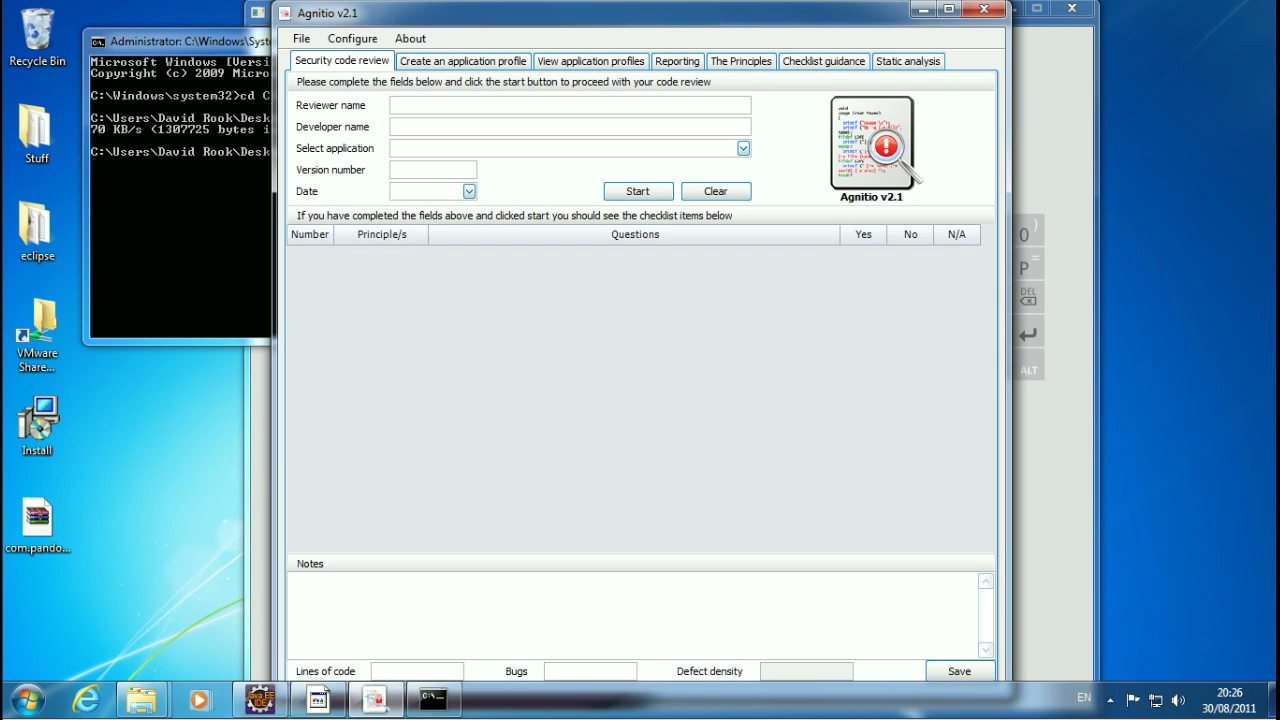 Recycle Bin
Stuff
eclipse
VMware
Share...
Install
com.pando...
Administrator: C:\Windows\Syst
Microsoft Windows [Versi
Copyright (c) 2009 Micro
C:\Windows\system32>cd C
C:\Users\David Rook\Desk
70 KB/s (1307725 bytes i
C:\Users\David Rook\Desk
Agnitio v2.1
File Configure About
Security code review Create an application profile View application profiles Reporting The Principles Checklist guidance Static analysis
Please complete the fields below and click the start button to proceed with your code review
Reviewer name
Developer name
Select application
Version number
Date
Start Clear
Agnitio v2.1
If you have completed the fields above and clicked start you should see the checklist items below
Number Principle/s Questions Yes No N/A
Notes
Lines of code Bugs Defect density Save
0 )
P =
DEL
ALT
EN
20:26
30/08/2011